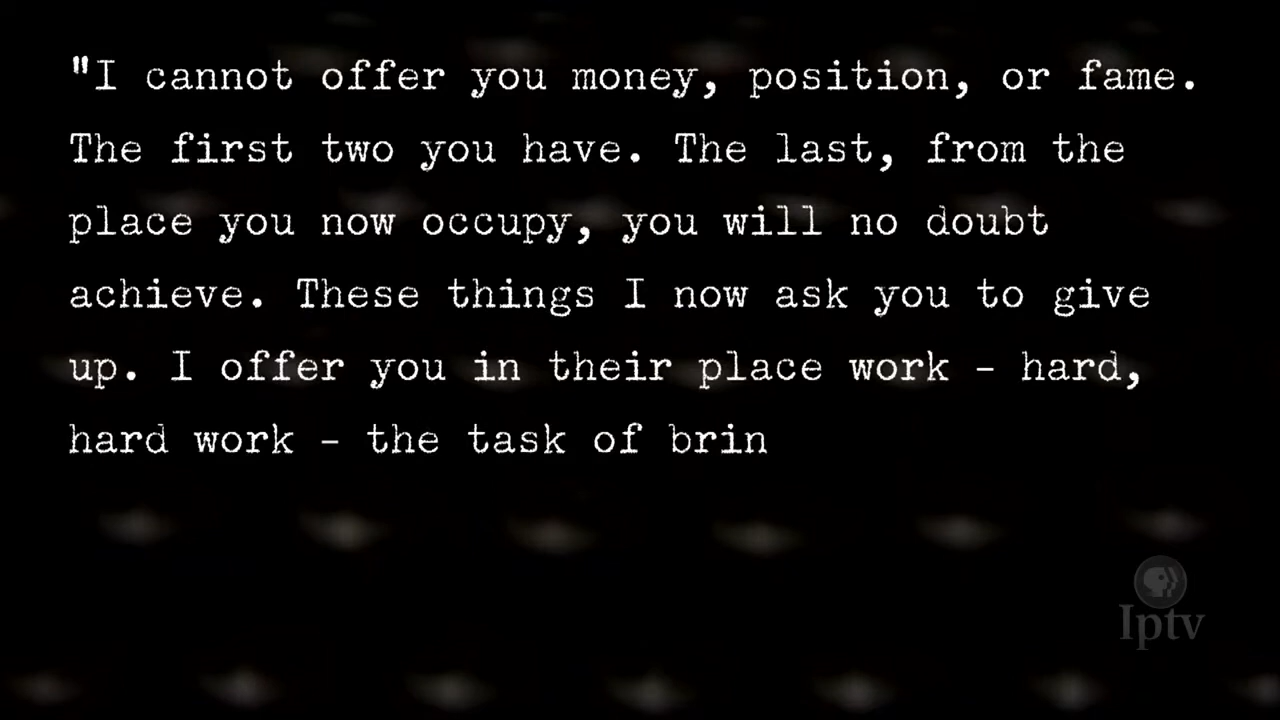 "I cannot offer you money, position, or fame.
The first two you have. The last, from the
place you now occupy, you will no doubt
achieve. These things I now ask you to give
up. I offer you in their place work - hard,
hard work - the task of brin
Iptv